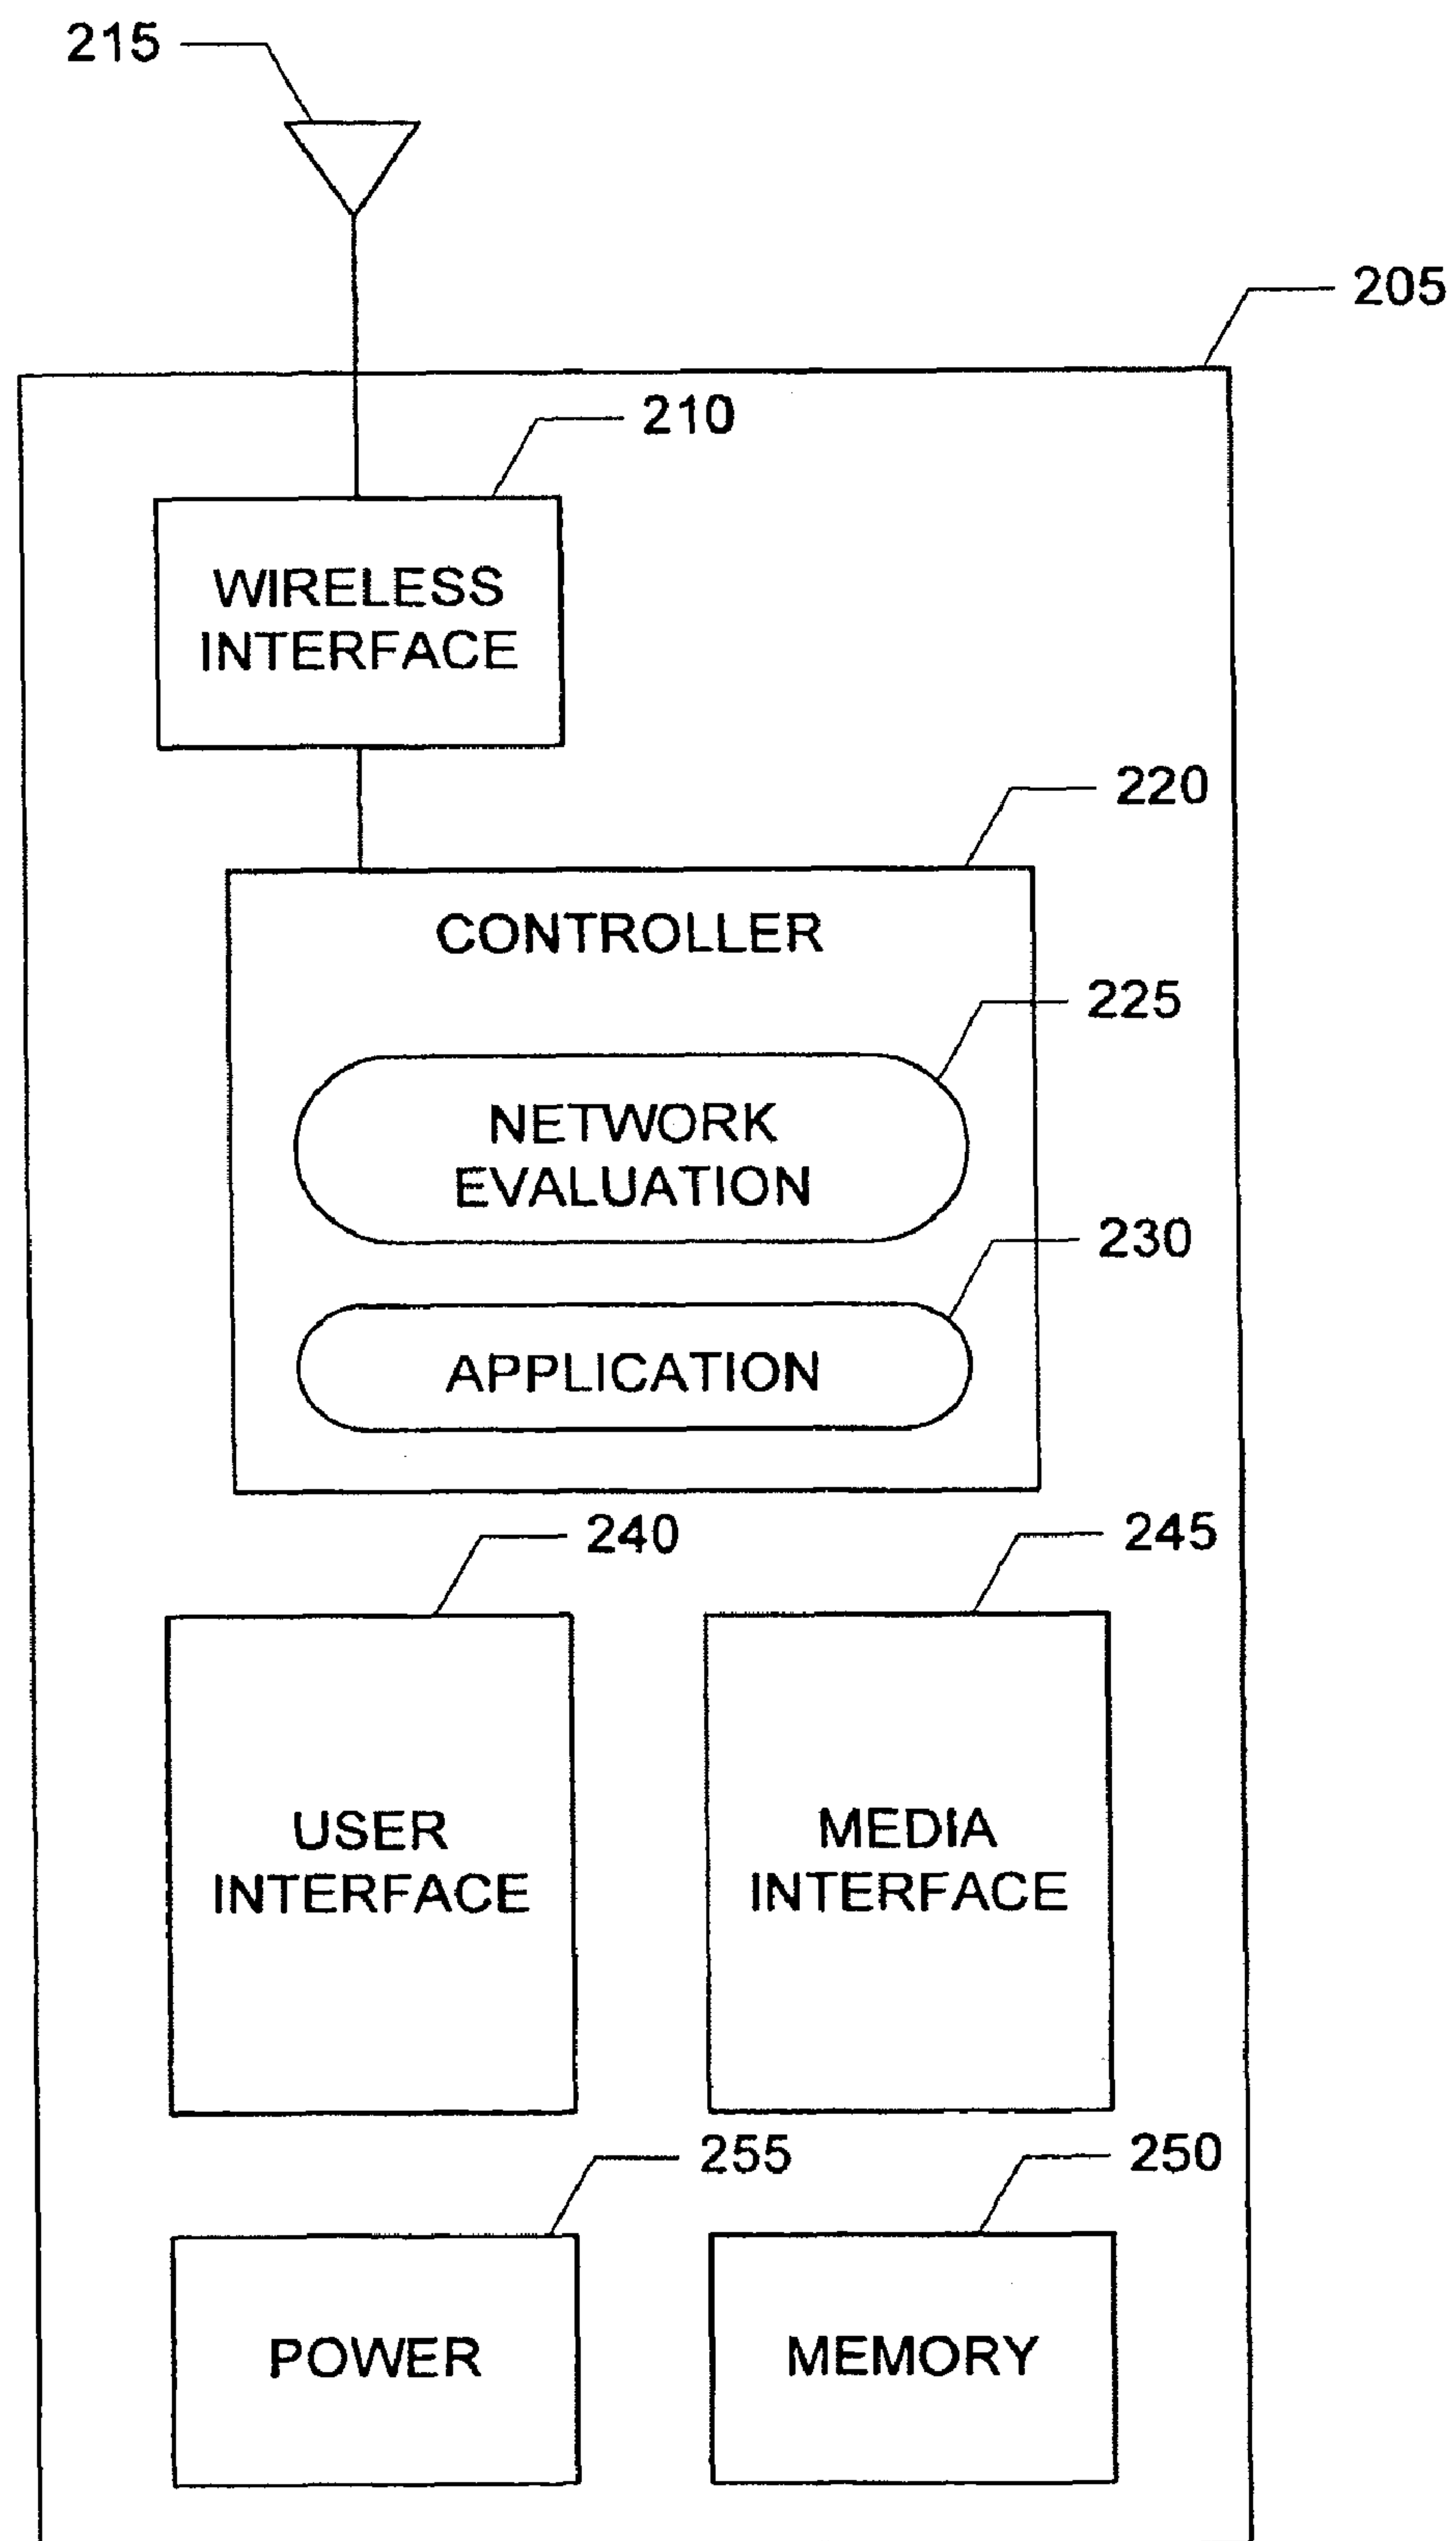 215
205
210
WIRELESS
INTERFACE
220
CONTROLLER
225
NETWORK
EVALUATION
230
APPLICATION
240
245
USER
INTERFACE
MEDIA
INTERFACE
255
250
POWER
MEMORY